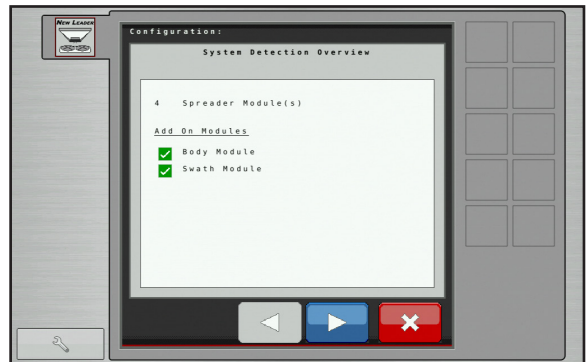 New Leader
Configuration:
System Detection Overview
4 Spreader Module(s)
Add On Modules
Body Module
Swath Module